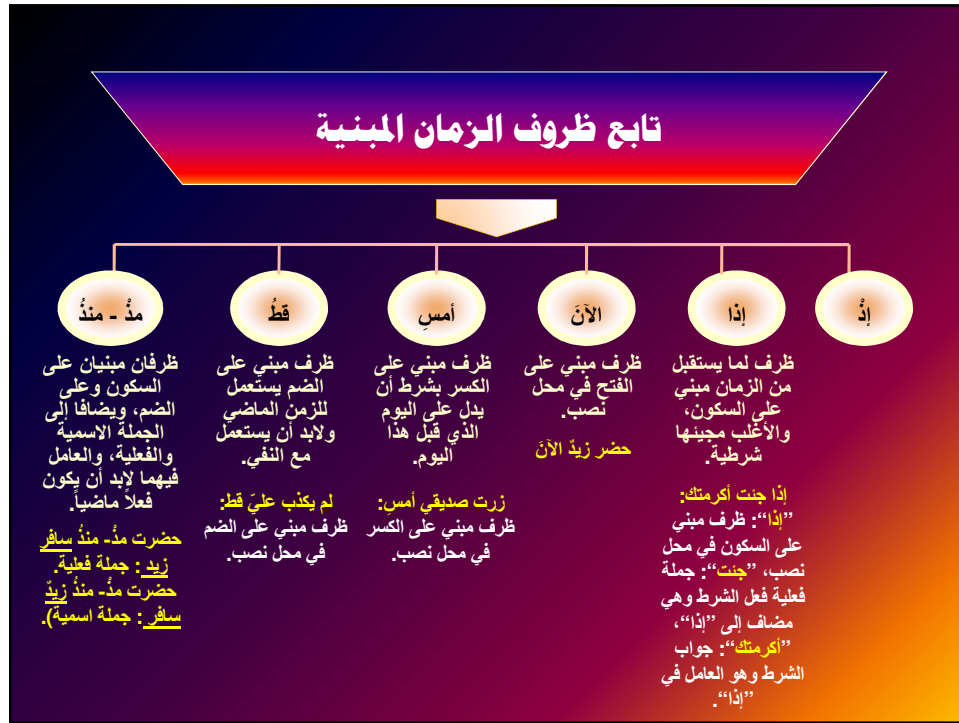 تابع ظروف الزمان المبنية
إذْ
إذا
ظرف لما يستقبل
من الزمان مبني
على السكون،
والأغلب مجيئها
شرطية.
إذا جئت أكرمتك:
”إذا“: ظرف مبني
على السكون في محل
نصب، ”جئت“: جملة
فعلية فعل الشرط وهي
مضاف إلى ”إذا“،
”أكرمتك“: جواب
الشرط وهو العامل في
”إذا“.
الآنَ
ظرف مبني على
الفتح في محل
نصب.
حضر زيدٌ الآنَ
أمسِ
ظرف مبني على
الكسر بشرط أن
يدل على اليوم
الذي قبل هذا
اليوم.
زرت صديقي أمسِ:
ظرف مبني على الكسر
في محل نصب.
قطُ
ظرف مبني على
الضم يستعمل
للزمن الماضي
ولابد أن يستعمل
مع النفي.
لم يكذب عليّ قط:
ظرف مبني على الضم
في محل نصب.
مذْ - منذُ
ظرفان مبنيان على
السكون وعلى
الضم، ويضافا إلى
الجملة الاسمية
والفعلية، والعامل
فيهما لابد أن يكون
فعلاً ماضياً.
حضرت مذْ- منذُ سافر
زيد : جملة فعلية.
حضرت مذْ- منذُ زيدٌ
سافر : جملة اسمية).